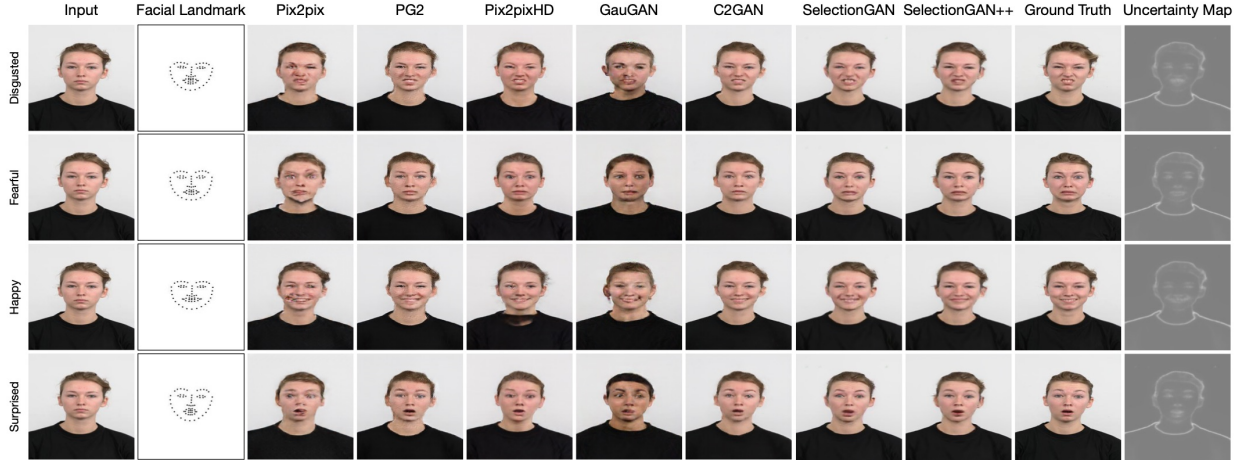 Input Facial Landmark Pix2pix PG2 Pix2pixHD GauGAN C2GAN SelectionGAN SelectionGAN++ Ground Truth Uncertainty Map
Disgusted
Fearful
Happy
Surprised